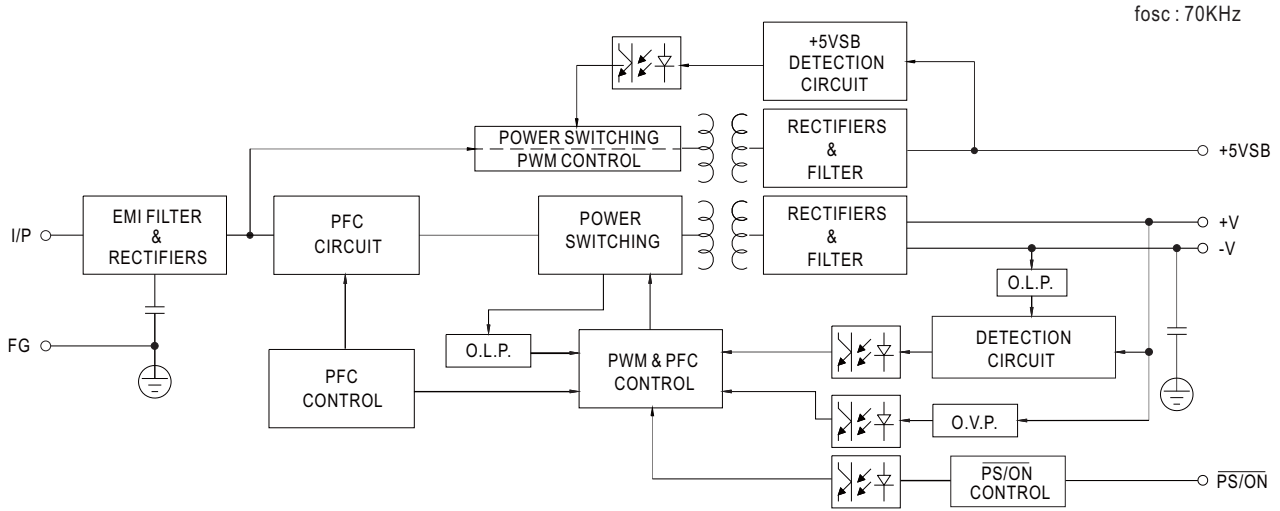 fosc : 70KHz
+5VSB
DETECTION
CIRCUIT
POWER SWITCHING
PWM CONTROL
RECTIFIERS
&
FILTER
+5VSB
I/P
EMI FILTER
&
RECTIFIERS
PFC
CIRCUIT
POWER
SWITCHING
RECTIFIERS
&
FILTER
+V
-V
O.L.P.
FG
O.L.P.
DETECTION
CIRCUIT
PFC
CONTROL
PWM & PFC
CONTROL
O.V.P.
PS/ON
CONTROL
PS/ON